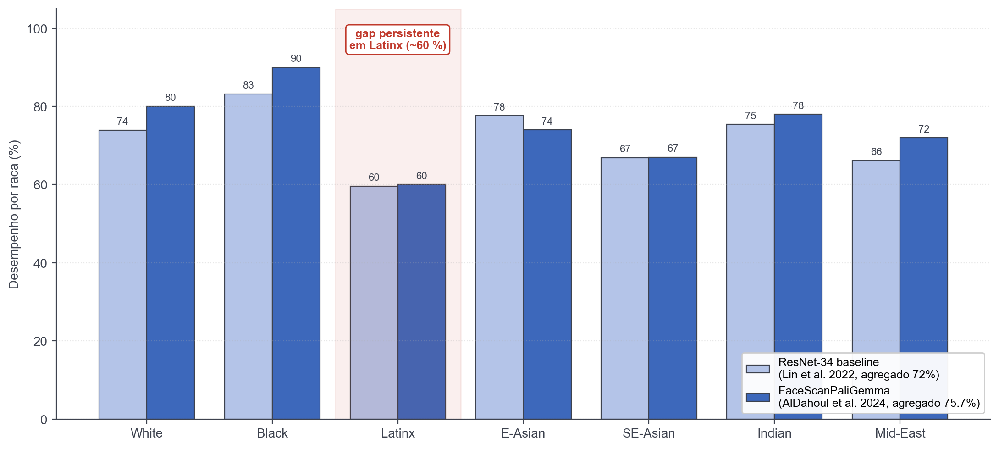 Desempenho por raca (%)
100
80
60
40
20
0
gap persistente
em Latinx (~60 %)
74
80
83
90
60
60
78
74
67
67
75
78
66
72
White
Black
Latinx
E-Asian
SE-Asian
Indian
Mid-East
ResNet-34 baseline
(Lin et al. 2022, agregado 72%)
FaceScanPaliGemma
(AlDahoul et al. 2024, agregado 75.7%)